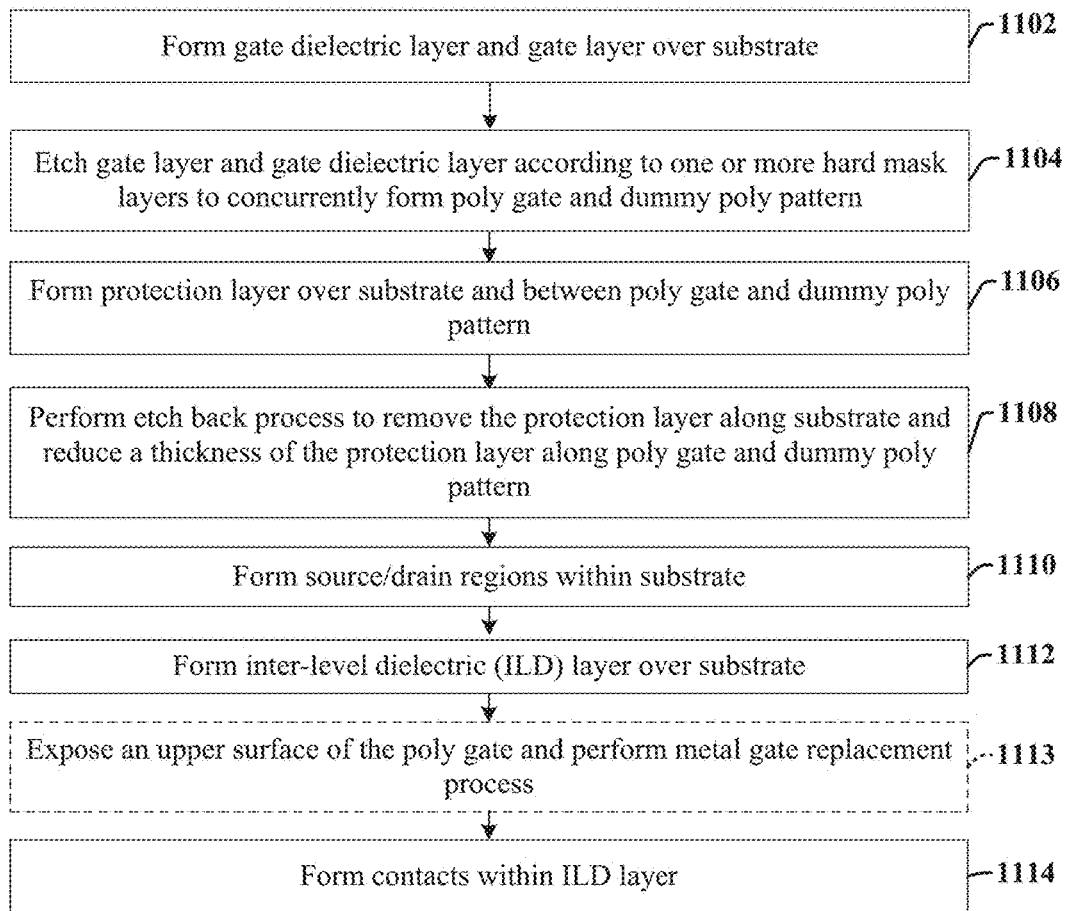 Form gate dielectric layer and gate layer over substrate
1102
Etch gate layer and gate dielectric layer according to one or more hard mask
layers to concurrently form poly gate and dummy poly pattern
1104
Form protection layer over substrate and between poly gate and dummy poly
pattern
1106
Perform etch back process to remove the protection layer along substrate and
reduce a thickness of the protection layer along poly gate and dummy poly
pattern
1108
Form source/drain regions within substrate
1110
Form inter-level dielectric (ILD) layer over substrate
1112
Expose an upper surface of the poly gate and perform metal gate replacement
process
1113
Form contacts within ILD layer
1114